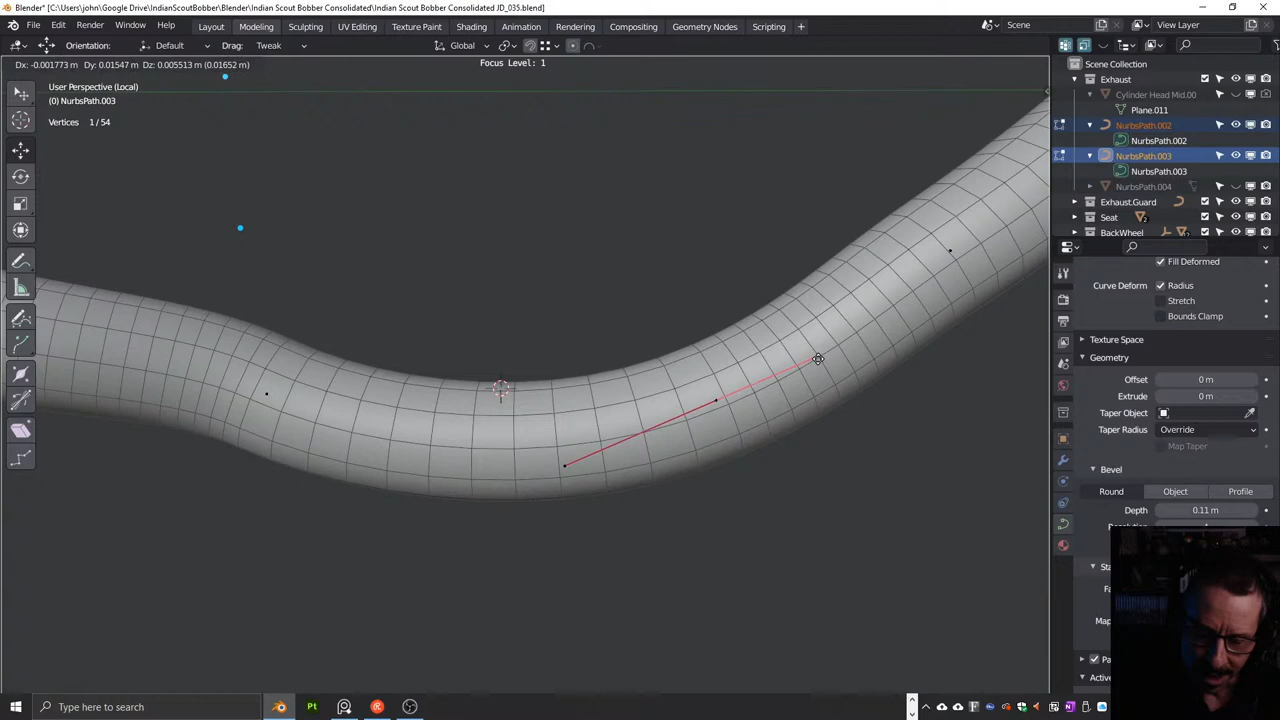 Blender* [C:\Users\john\Google Drive\IndianScoutBobber\Blender\Indian Scout Bobber Consolidated\Indian Scout Bobber Consolidated JD_035.blend]
File Edit Render Window Help Layout Modeling Sculpting UV Editing Texture Paint Shading Animation Rendering Compositing Geometry Nodes Scripting + Scene View Layer
Orientation: Default Drag: Tweak Global
Dx: -0.001773 m Dy: 0.01547 m Dz: 0.005513 m (0.01652 m) Focus Level: 1
User Perspective (Local)
(0) NurbsPath.003
Vertices 1 / 54
Scene Collection
Exhaust
Cylinder Head Mid.00
Plane.011
NurbsPath.002
NurbsPath.002
NurbsPath.003
NurbsPath.003
NurbsPath.004
Exhaust.Guard
Seat
BackWheel
Fill Deformed
Curve Deform Radius
Stretch
Bounds Clamp
Texture Space
Geometry
Offset 0 m
Extrude 0 m
Taper Object
Taper Radius Override
Map Taper
Bevel
Round Object Profile
Depth 0.11 m
Type here to search